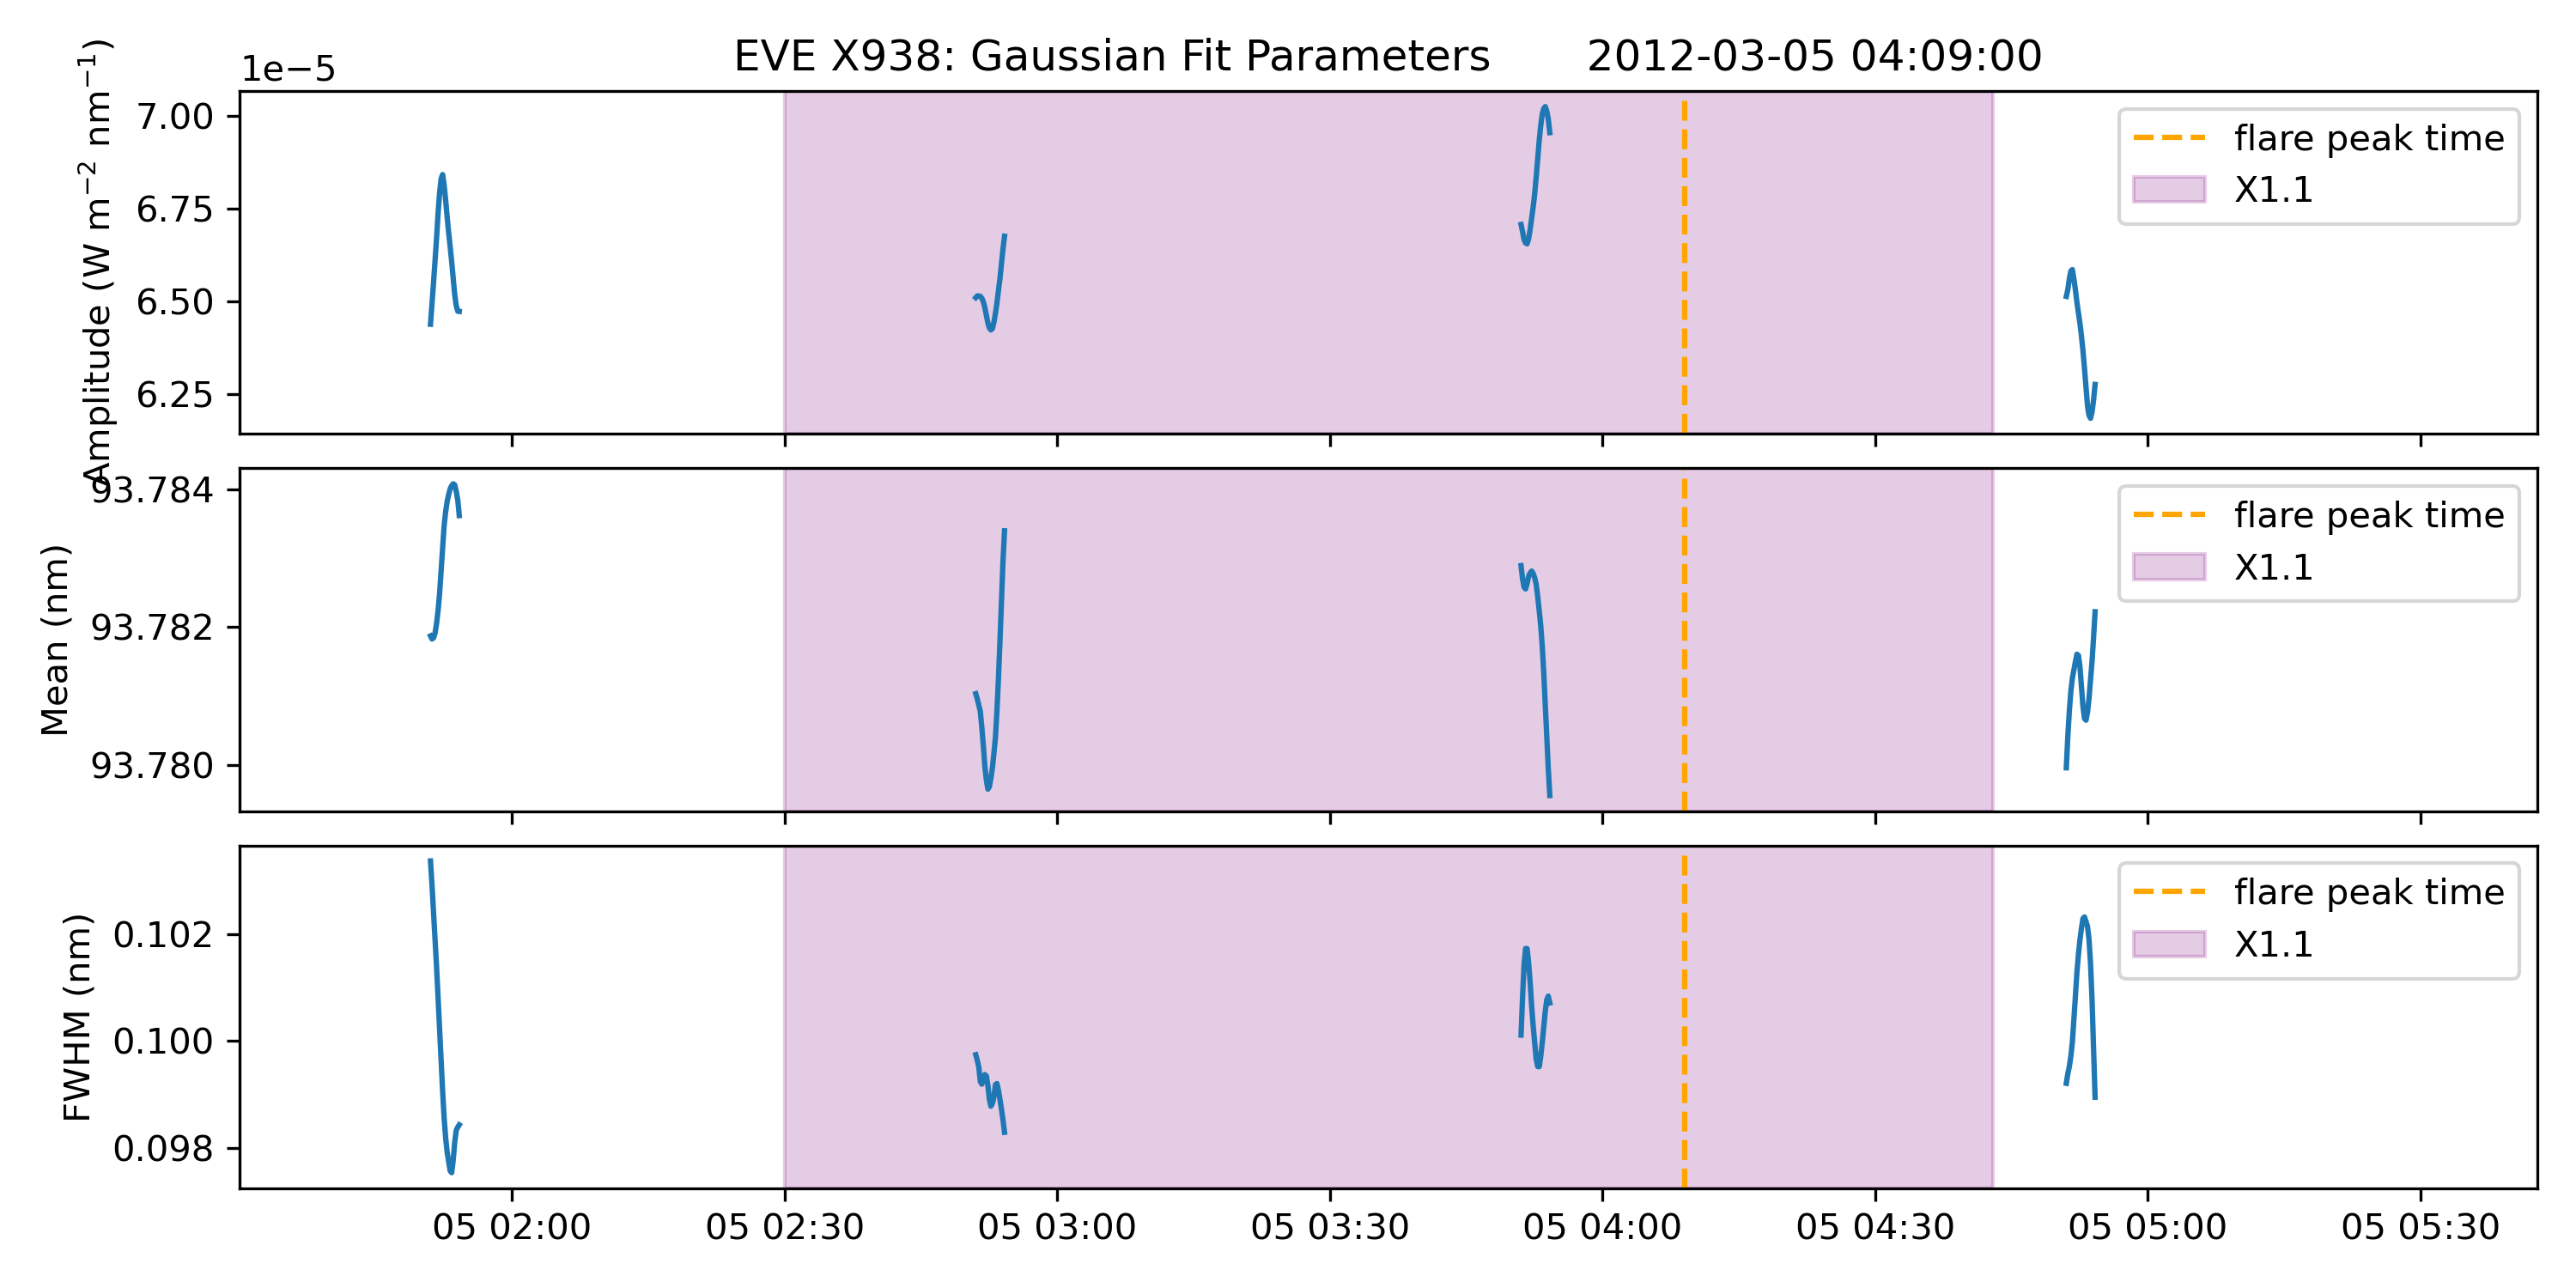 EVE X938: Gaussian Fit Parameters 2012-03-05 04:09:00
1e−5
Amplitude (W m⁻² nm⁻¹)
7.00
6.75
6.50
6.25
flare peak time
X1.1
Mean (nm)
93.784
93.782
93.780
flare peak time
X1.1
FWHM (nm)
0.102
0.100
0.098
flare peak time
X1.1
05 02:00 05 02:30 05 03:00 05 03:30 05 04:00 05 04:30 05 05:00 05 05:30